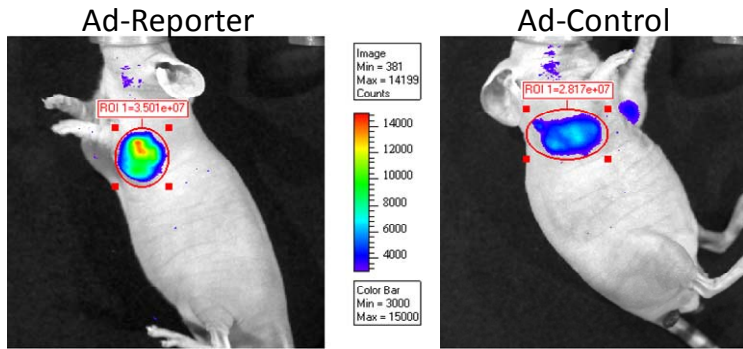 Ad-Reporter
Ad-Control
ROI 1=3.501e+07
Image
Min = 381
Max = 14199
Counts
14000
12000
10000
8000
6000
4000
Color Bar
Min = 3000
Max = 15000
ROI 1=2.817e+07